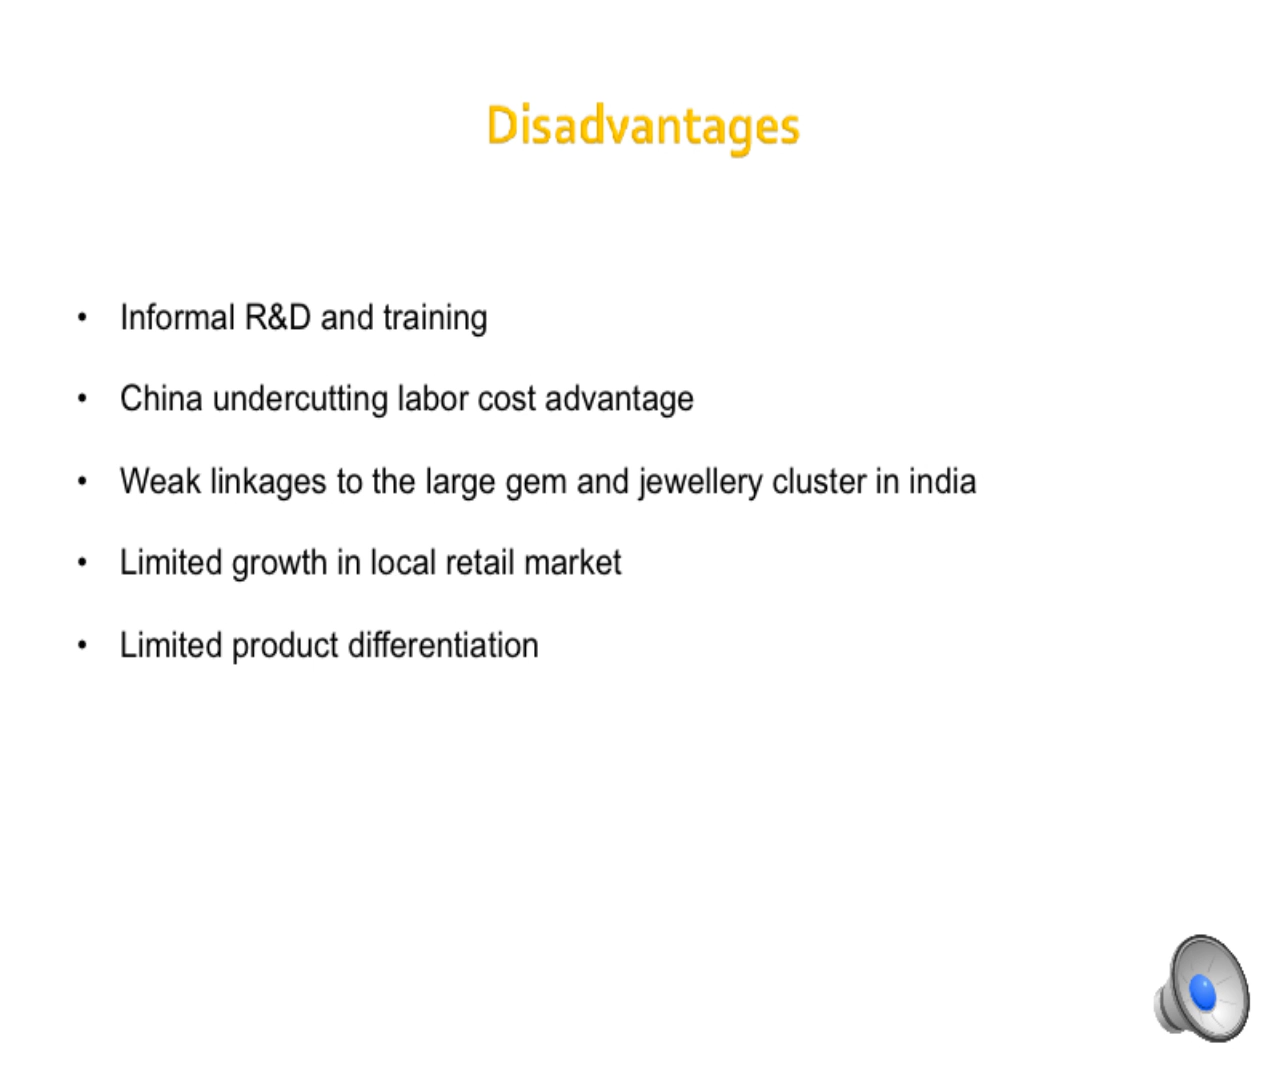 Disadvantages
• Informal R&D and training
• China undercutting labor cost advantage
• Weak linkages to the large gem and jewellery cluster in india
• Limited growth in local retail market
• Limited product differentiation